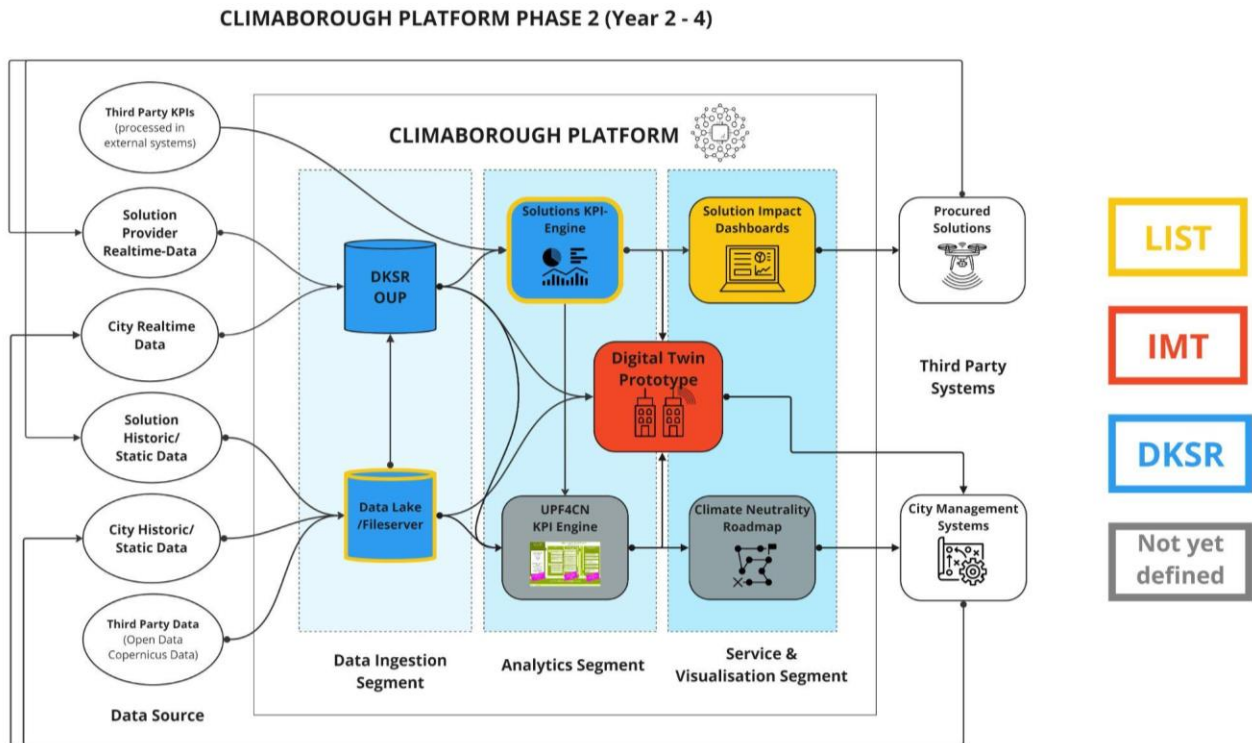 CLIMABOROUGH PLATFORM PHASE 2 (Year 2 - 4)
Third Party KPIs
(processed in
external systems)
Solution
Provider
Realtime-Data
City Realtime
Data
Solution
Historic/
Static Data
City Historic/
Static Data
Third Party Data
(Open Data
Copernicus Data)
Data Source
CLIMABOROUGH PLATFORM
DKSR
OUP
Data Lake
/Fileserver
Data Ingestion
Segment
Solutions KPI-
Engine
UPF4CN
KPI Engine
Analytics Segment
Solution Impact
Dashboards
Digital Twin
Prototype
Climate Neutrality
Roadmap
Service &
Visualisation Segment
Procured
Solutions
Third Party
Systems
City Management
Systems
LIST
IMT
DKSR
Not yet
defined